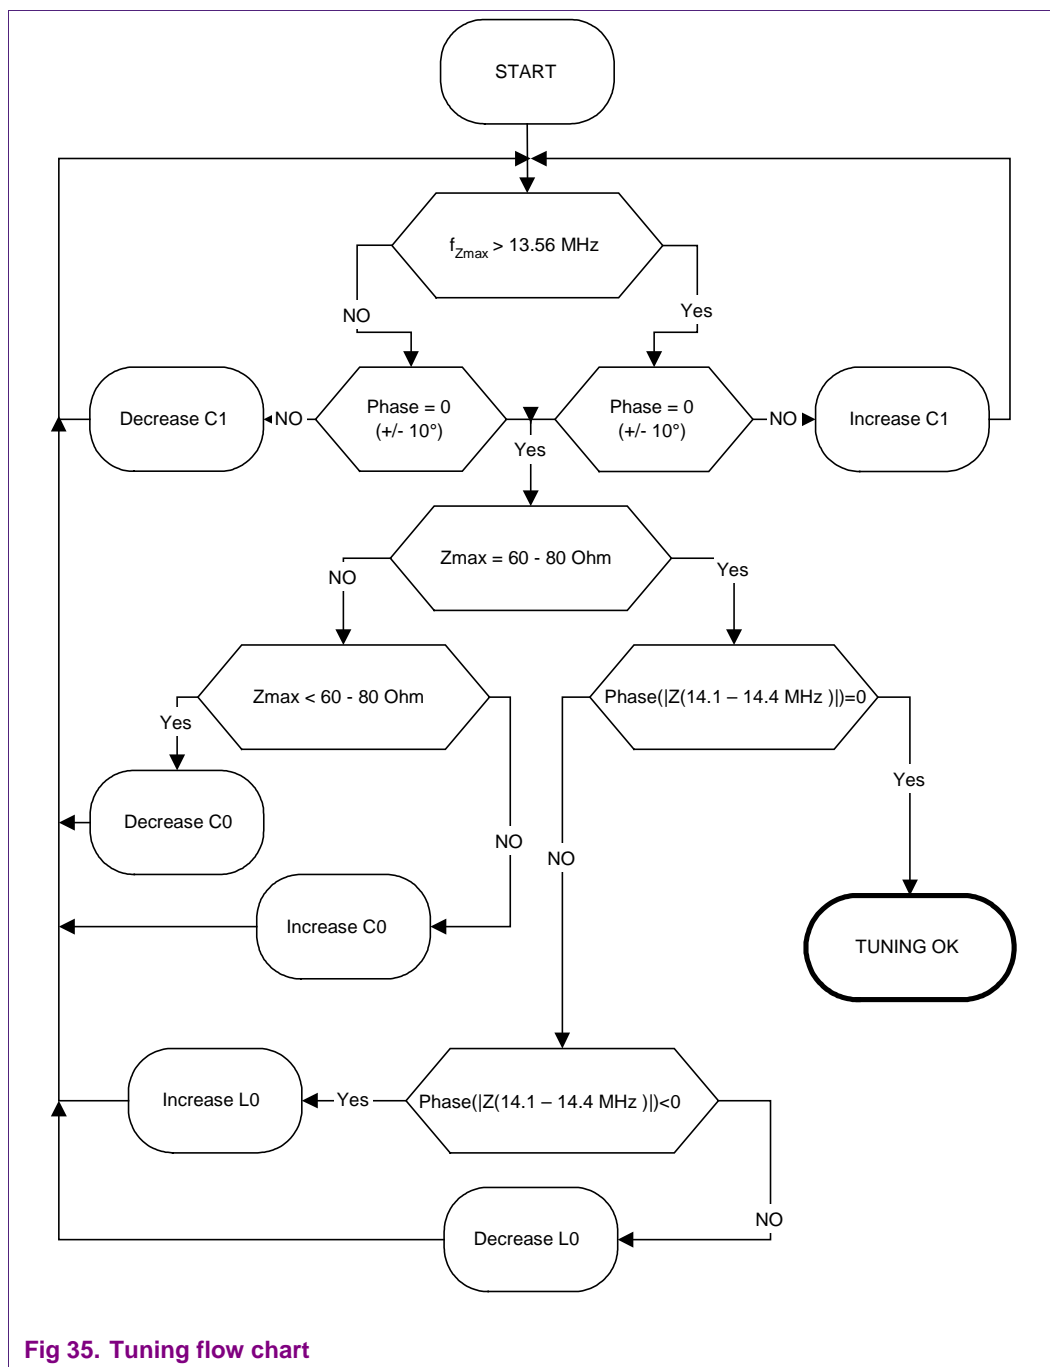 START
f_Zmax > 13.56 MHz
NO
Yes
Decrease C1
NO
Phase = 0
(+/- 10°)
Yes
Phase = 0
(+/- 10°)
NO
Increase C1
Zmax = 60 - 80 Ohm
NO
Yes
Zmax < 60 - 80 Ohm
Phase(|Z(14.1 – 14.4 MHz )|)=0
Yes
Decrease C0
NO
NO
Yes
Increase C0
TUNING OK
Increase L0
Yes
Phase(|Z(14.1 – 14.4 MHz )|)<0
NO
Decrease L0
Fig 35. Tuning flow chart